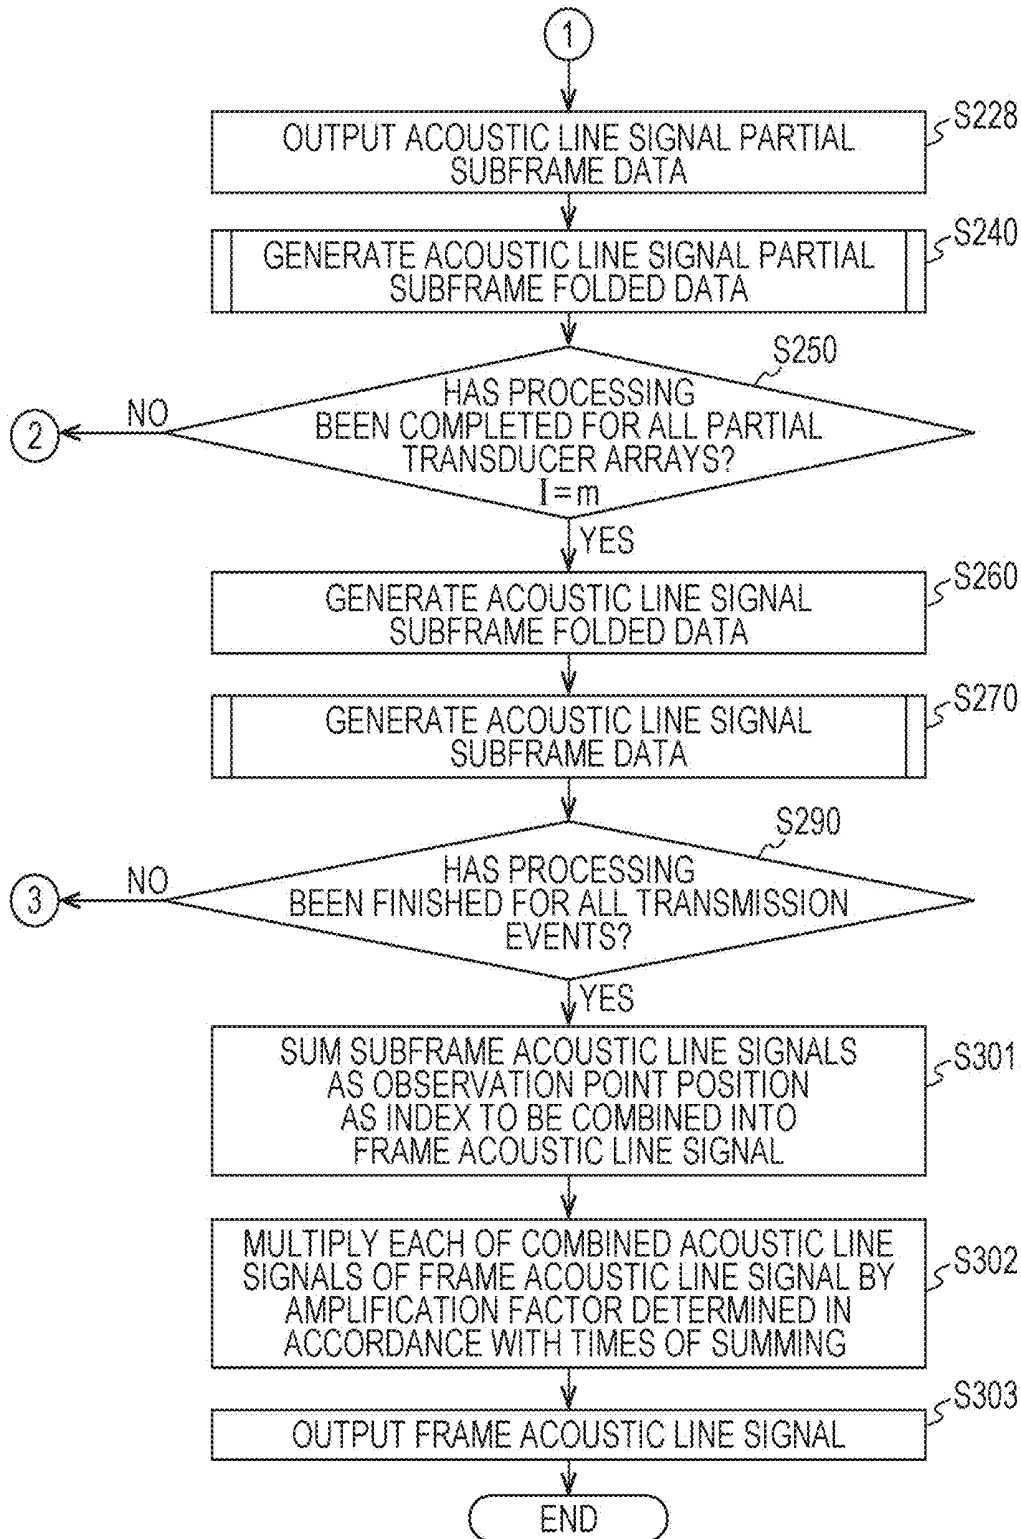 1
OUTPUT ACOUSTIC LINE SIGNAL PARTIAL
SUBFRAME DATA
S228
GENERATE ACOUSTIC LINE SIGNAL PARTIAL
SUBFRAME FOLDED DATA
S240
S250
HAS PROCESSING
BEEN COMPLETED FOR ALL PARTIAL
TRANSDUCER ARRAYS?
I=m
NO
2
YES
GENERATE ACOUSTIC LINE SIGNAL
SUBFRAME FOLDED DATA
S260
GENERATE ACOUSTIC LINE SIGNAL
SUBFRAME DATA
S270
S290
HAS PROCESSING
BEEN FINISHED FOR ALL TRANSMISSION
EVENTS?
NO
3
YES
SUM SUBFRAME ACOUSTIC LINE SIGNALS
AS OBSERVATION POINT POSITION
AS INDEX TO BE COMBINED INTO
FRAME ACOUSTIC LINE SIGNAL
S301
MULTIPLY EACH OF COMBINED ACOUSTIC LINE
SIGNALS OF FRAME ACOUSTIC LINE SIGNAL BY
AMPLIFICATION FACTOR DETERMINED IN
ACCORDANCE WITH TIMES OF SUMMING
S302
OUTPUT FRAME ACOUSTIC LINE SIGNAL
S303
END